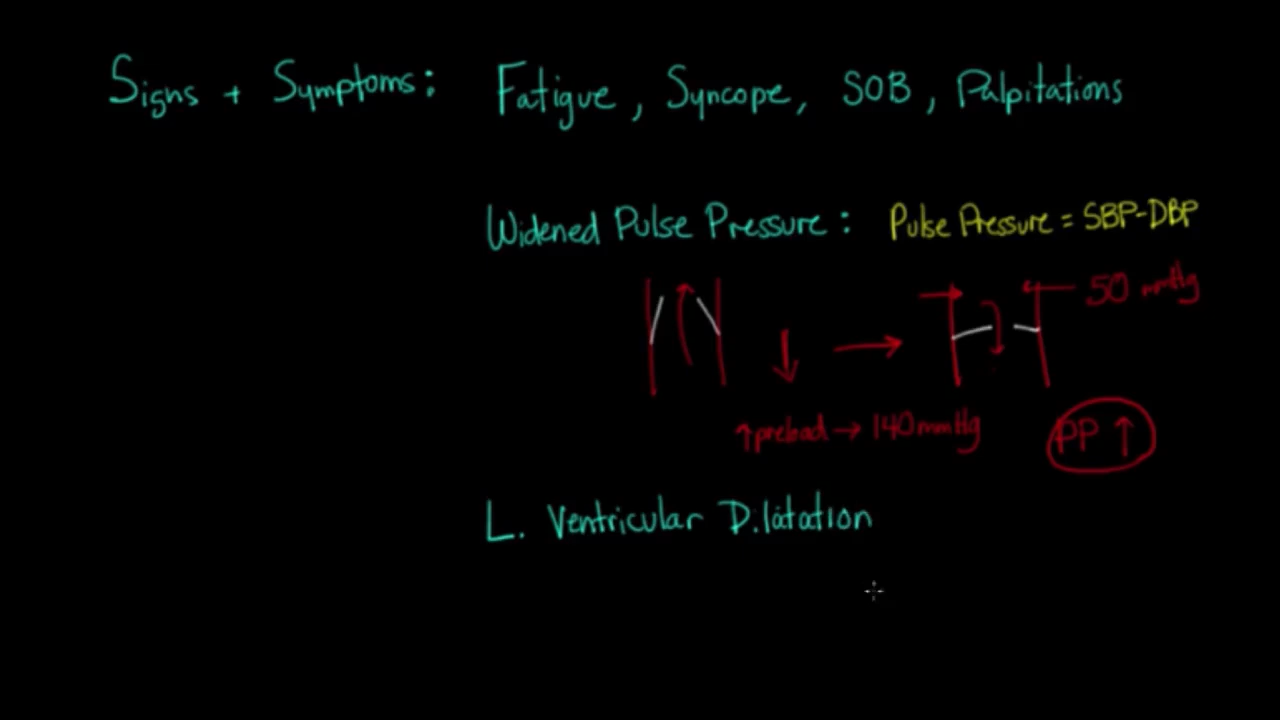 Signs + Symptoms: Fatigue, Syncope, SOB, Palpitations
Widened Pulse Pressure: Pulse Pressure = SBP-DBP
50 mmHg
↑preload → 140 mmHg PP ↑
L. Ventricular Dilatation